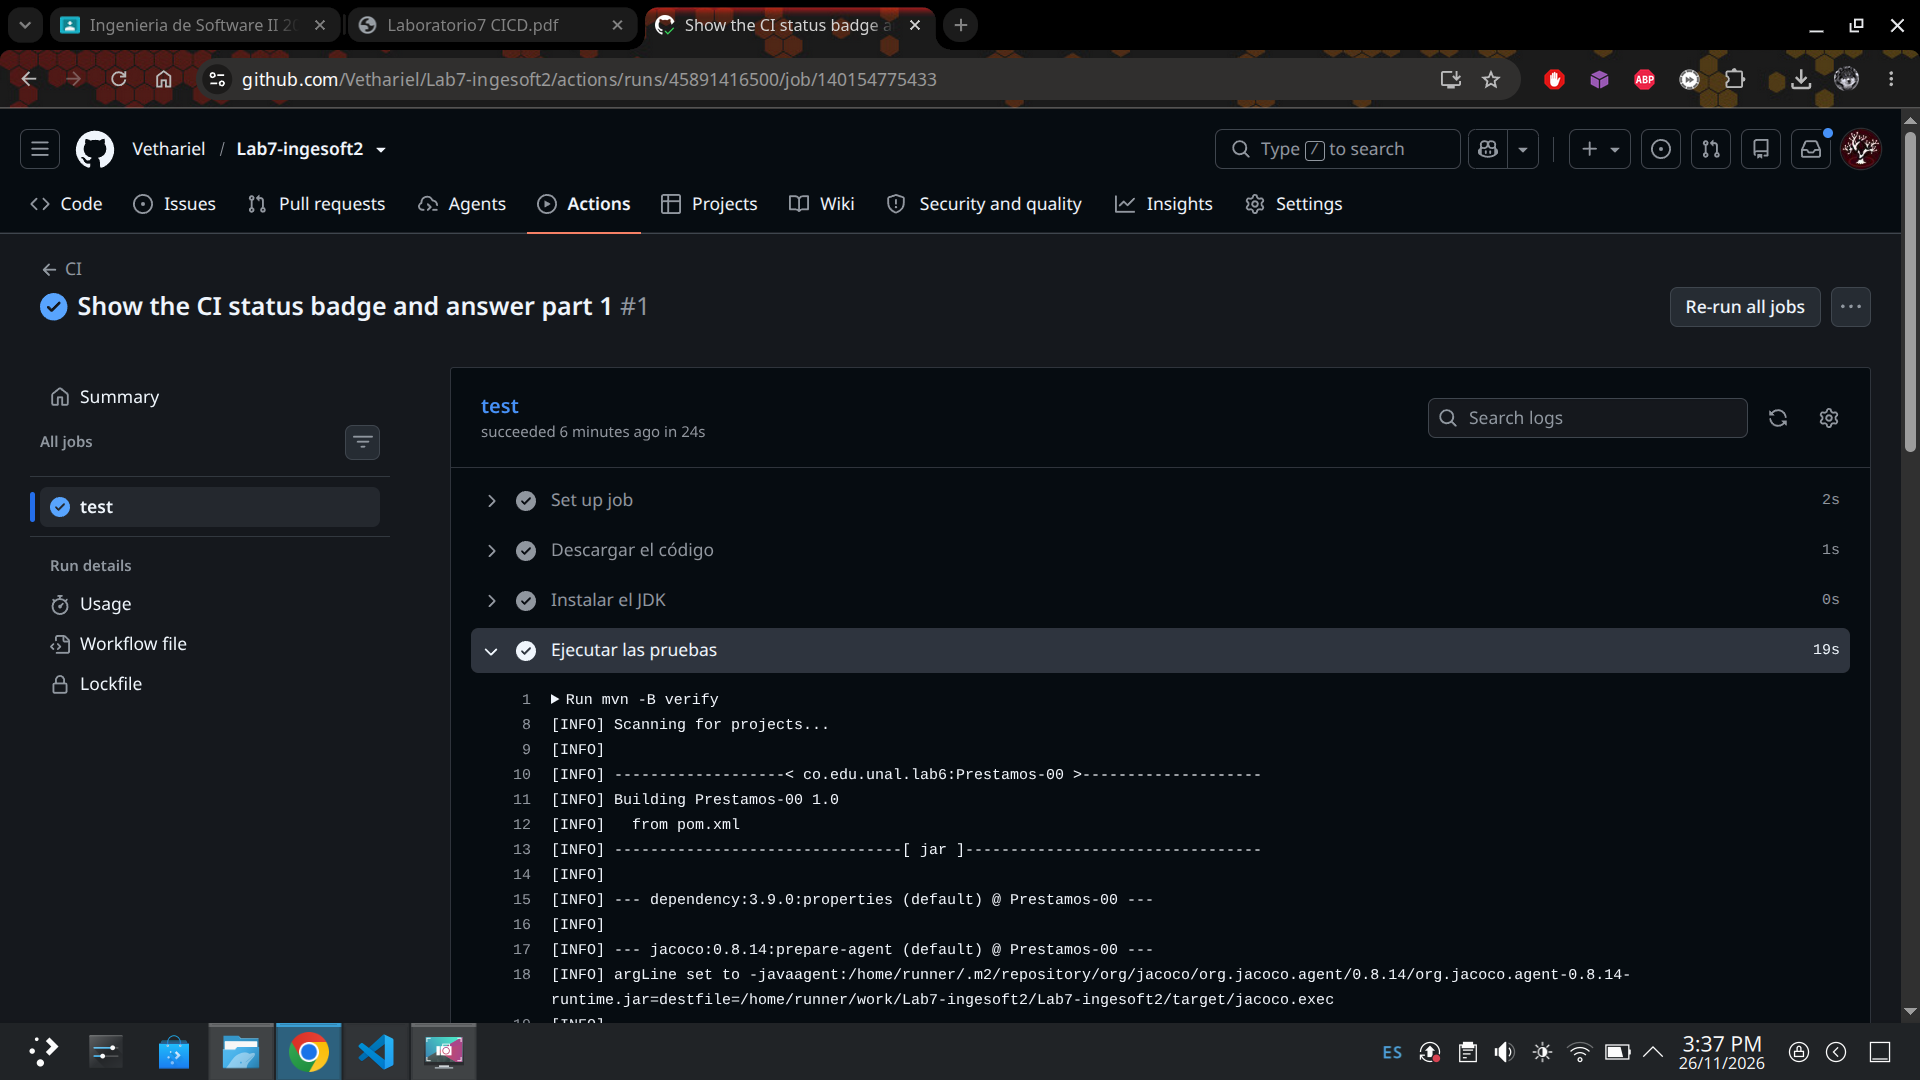 Ingenieria de Software II 20
Laboratorio7 CICD.pdf
Show the CI status badge a
github.com/Vethariel/Lab7-ingesoft2/actions/runs/45891416500/job/140154775433
ABP
Vethariel / Lab7-ingesoft2
Type / to search
Code
Issues
Pull requests
Agents
Actions
Projects
Wiki
Security and quality
Insights
Settings
CI
Show the CI status badge and answer part 1 #1
Re-run all jobs
Summary
All jobs
test
Run details
Usage
Workflow file
Lockfile
test
succeeded 6 minutes ago in 24s
Search logs
Set up job 2s
Descargar el código 1s
Instalar el JDK 0s
Ejecutar las pruebas 19s
1 Run mvn -B verify
8 [INFO] Scanning for projects...
9 [INFO]
10 [INFO] -------------------< co.edu.unal.lab6:Prestamos-00 >--------------------
11 [INFO] Building Prestamos-00 1.0
12 [INFO]   from pom.xml
13 [INFO] --------------------------------[ jar ]---------------------------------
14 [INFO]
15 [INFO] --- dependency:3.9.0:properties (default) @ Prestamos-00 ---
16 [INFO]
17 [INFO] --- jacoco:0.8.14:prepare-agent (default) @ Prestamos-00 ---
18 [INFO] argLine set to -javaagent:/home/runner/.m2/repository/org/jacoco/org.jacoco.agent/0.8.14/org.jacoco.agent-0.8.14-
runtime.jar=destfile=/home/runner/work/Lab7-ingesoft2/Lab7-ingesoft2/target/jacoco.exec
19 [INFO]
ES
3:37 PM
26/11/2026